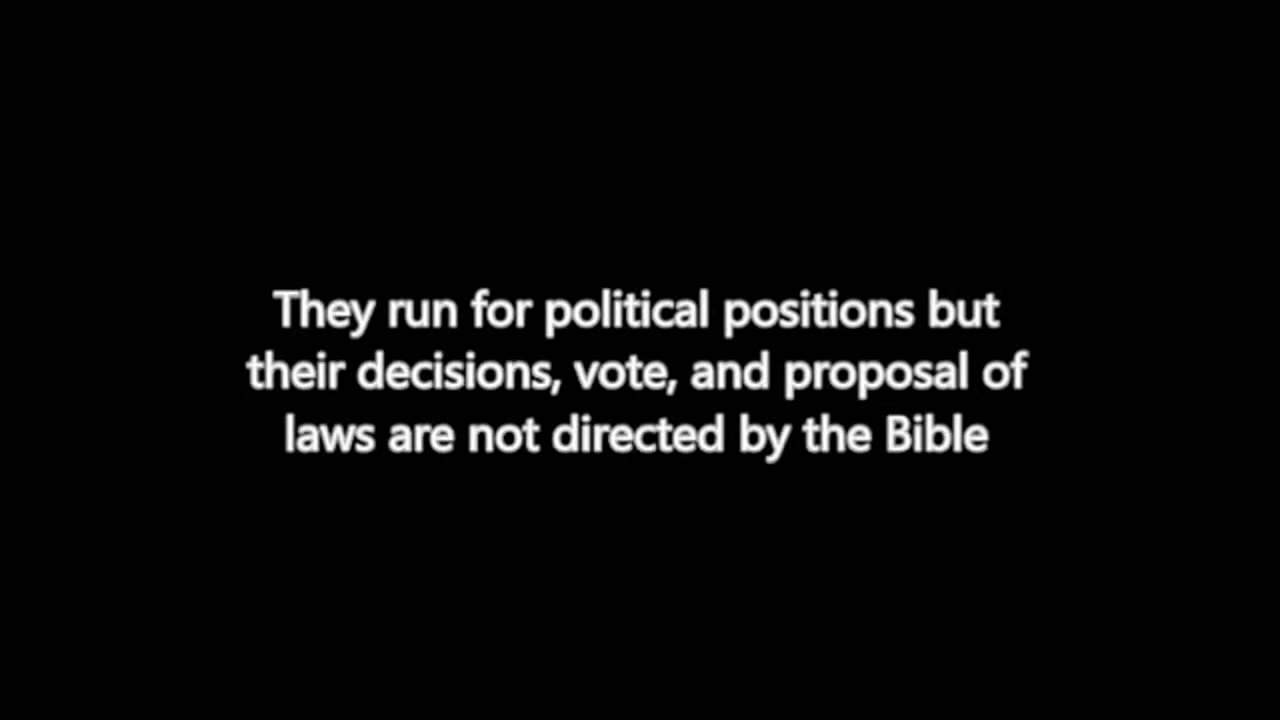 They run for political positions but
their decisions, vote, and proposal of
laws are not directed by the Bible